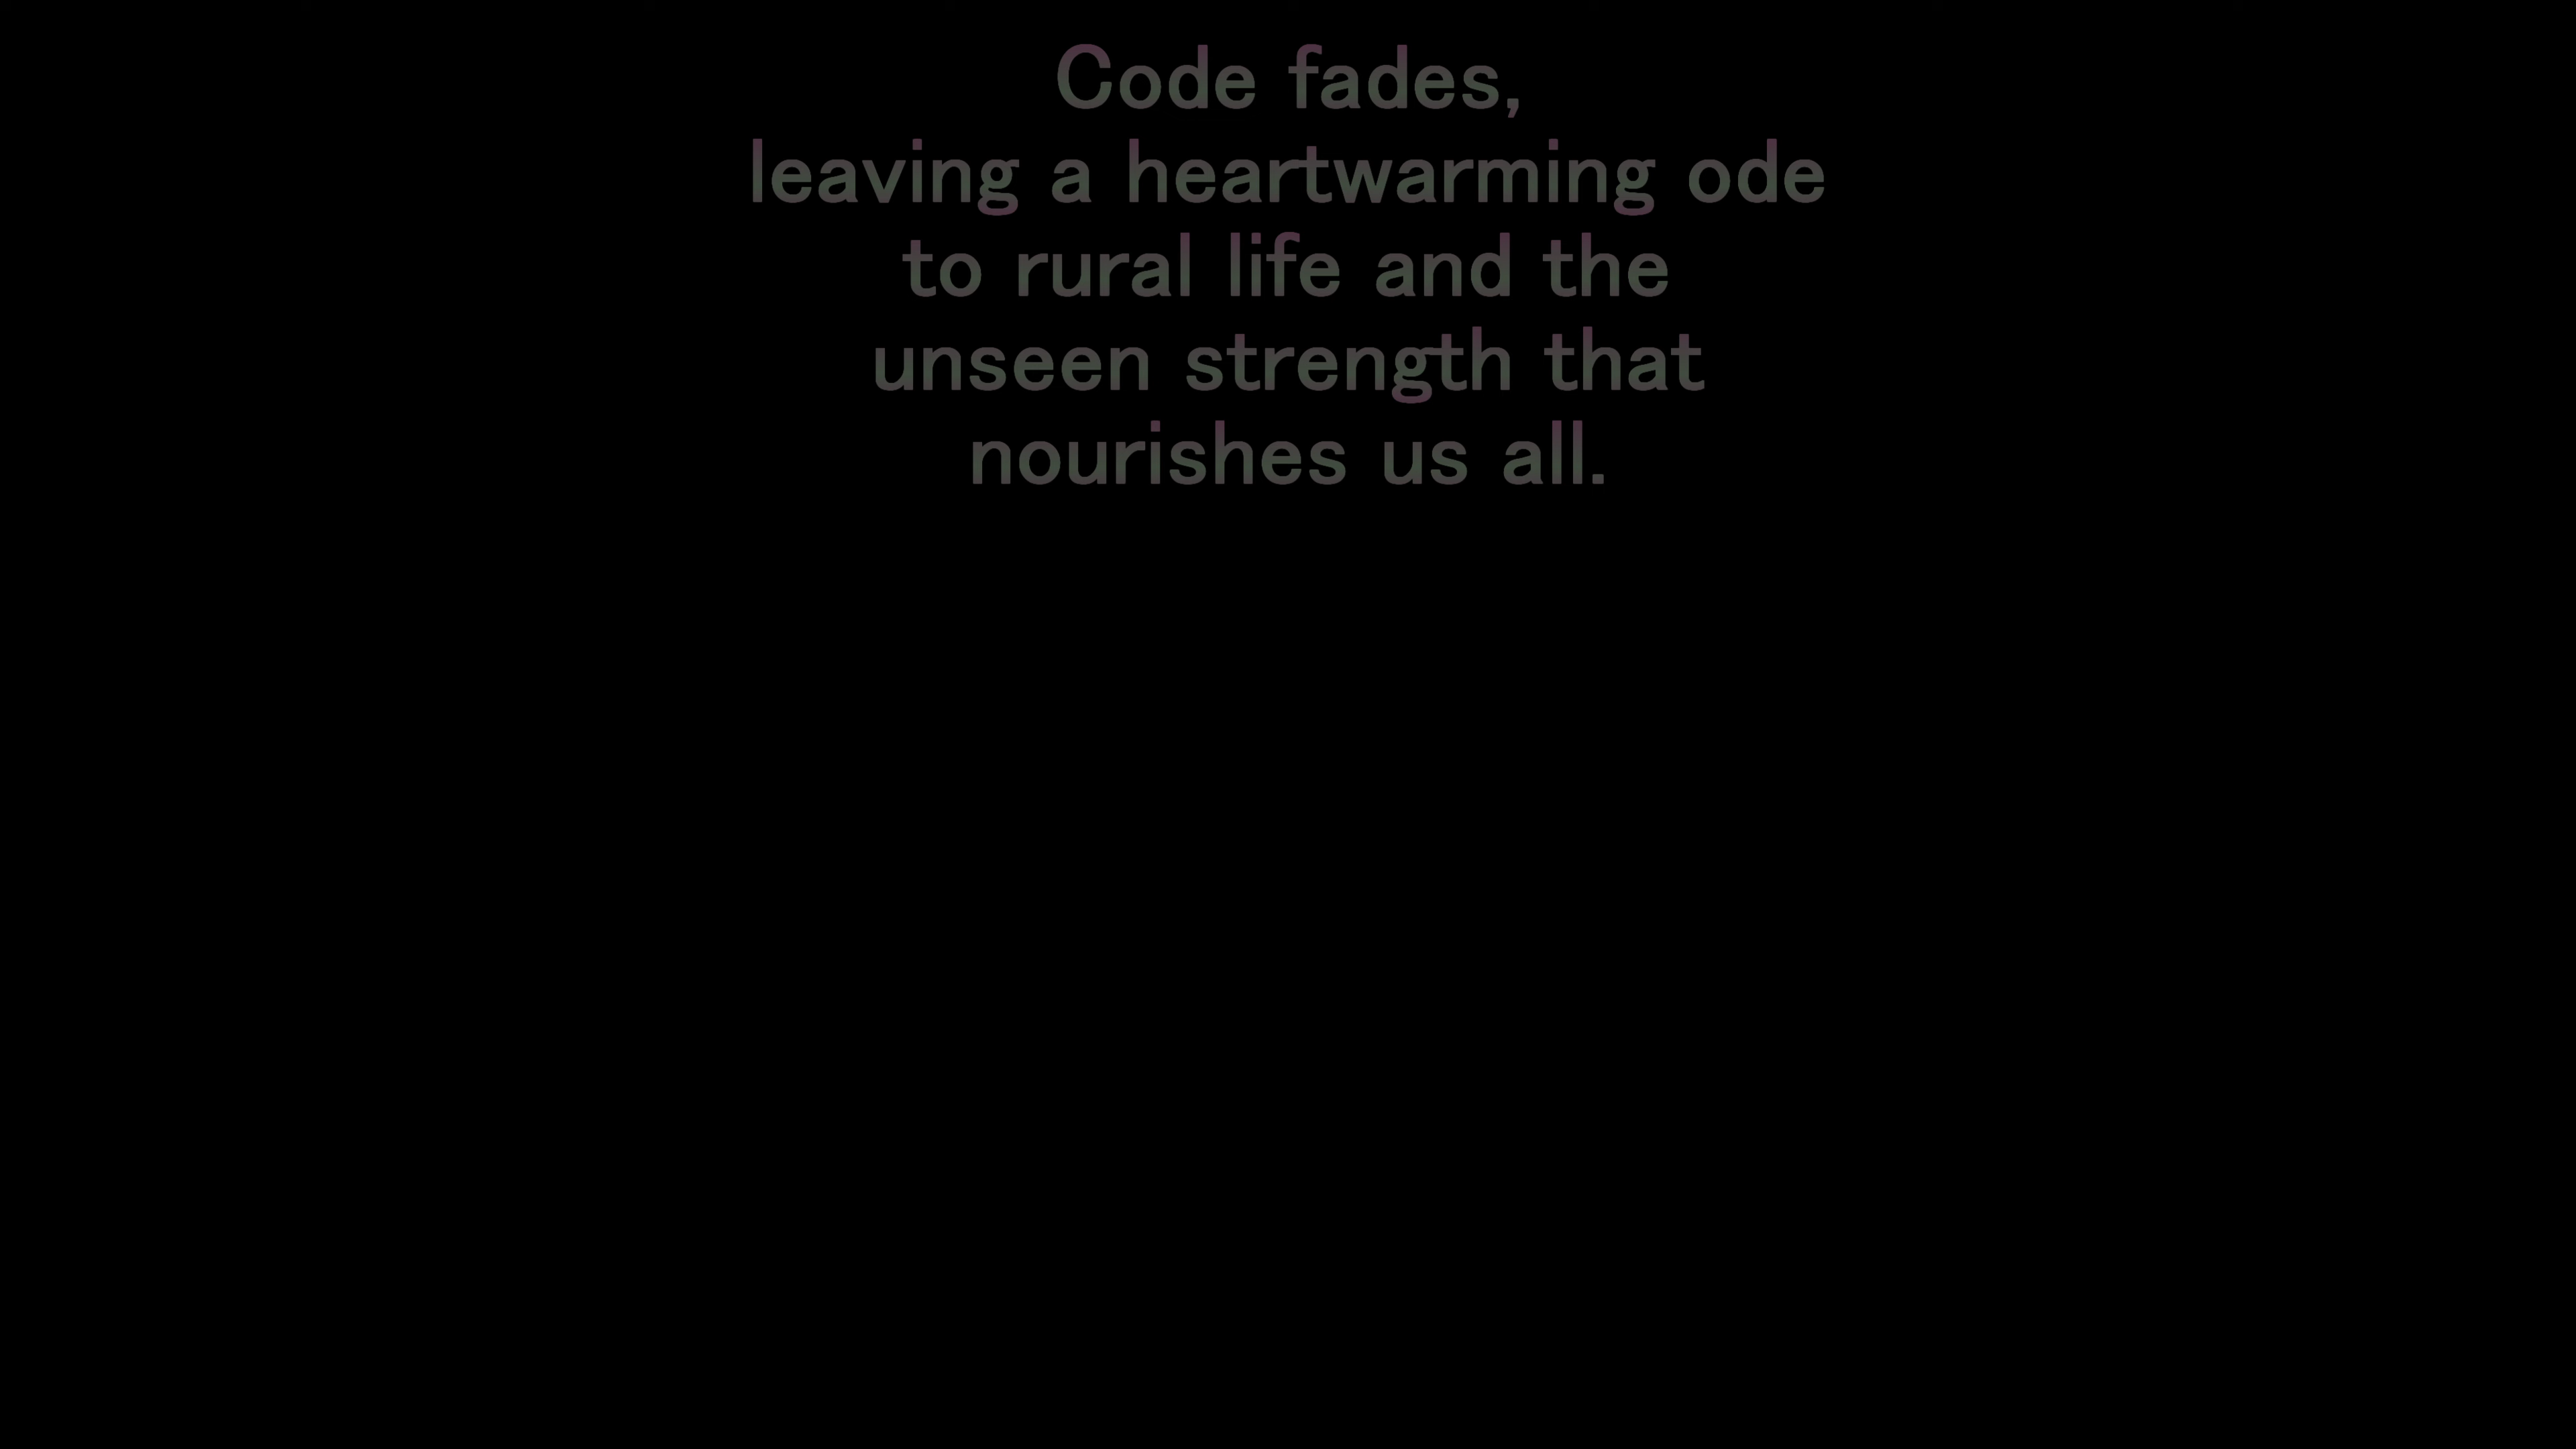 Code fades,
leaving a heartwarming ode
to rural life and the
unseen strength that
nourishes us all.